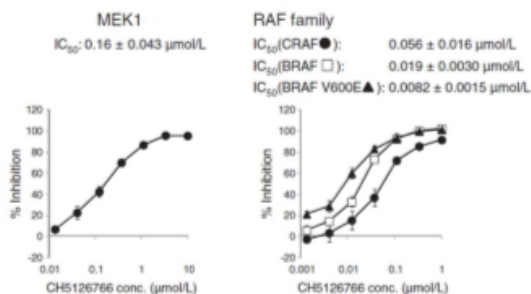 MEK1
IC50: 0.16 ± 0.043 µmol/L
120
100
80
60
40
20
0
-20
% Inhibition
0.01 0.1 1 10
CH5126766 conc. (µmol/L)
RAF family
IC50(CRAF●): 0.056 ± 0.016 µmol/L
IC50(BRAF □): 0.019 ± 0.0030 µmol/L
IC50(BRAF V600E▲): 0.0082 ± 0.0015 µmol/L
120
100
80
60
40
20
0
-20
% Inhibition
0.001 0.01 0.1 1
CH5126766 conc. (µmol/L)